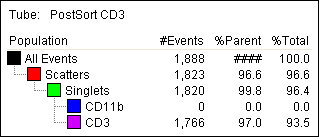 Tube: PostSort CD3
Population #Events %Parent %Total
All Events 1,888 #### 100.0
Scatters 1,823 96.6 96.6
Singlets 1,820 99.8 96.4
CD11b 0 0.0 0.0
CD3 1,766 97.0 93.5